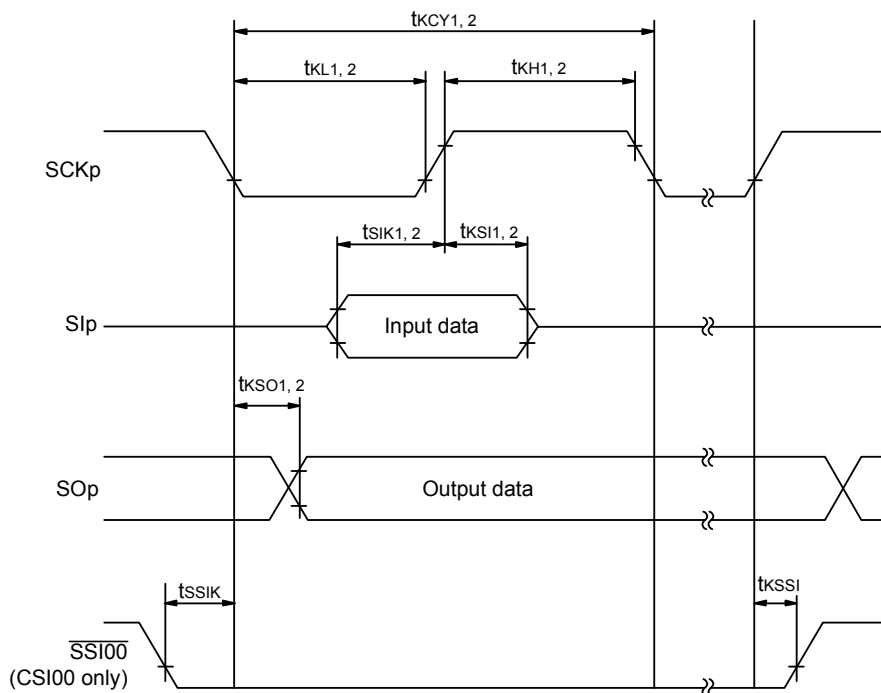 tKCY1, 2
tKL1, 2
tKH1, 2
SCKp
tSIK1, 2
tKSI1, 2
SIp
Input data
tKSO1, 2
SOp
Output data
tSSIK
tKSSI
SSI00
(CSI00 only)